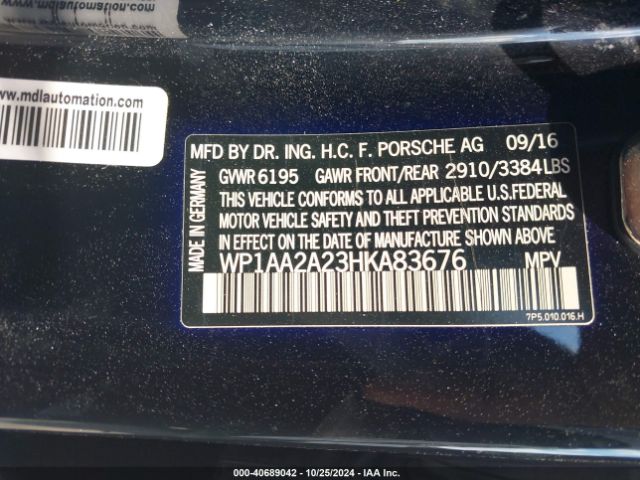 mdlautomation.com
www.mdlautomation.com
MFD BY DR. ING. H.C. F. PORSCHE AG 09/16
GVWR 6195 GAWR FRONT/REAR 2910/3384LBS
THIS VEHICLE CONFORMS TO ALL APPLICABLE U.S.FEDERAL
MOTOR VEHICLE SAFETY AND THEFT PREVENTION STANDARDS
IN EFFECT ON THE DATE OF MANUFACTURE SHOWN ABOVE.
WP1AA2A23HKA83676 MPV
7P5.010.016.H
MADE IN GERMANY
000-40689042 - 10/25/2024 - IAA Inc.